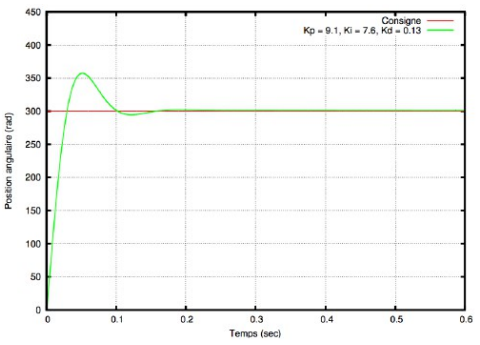 450
400
350
300
250
200
150
100
50
0
Position angulaire (rad)
Consigne
Kp = 9.1, Ki = 7.6, Kd = 0.13
0 0.1 0.2 0.3 0.4 0.5 0.6
Temps (sec)